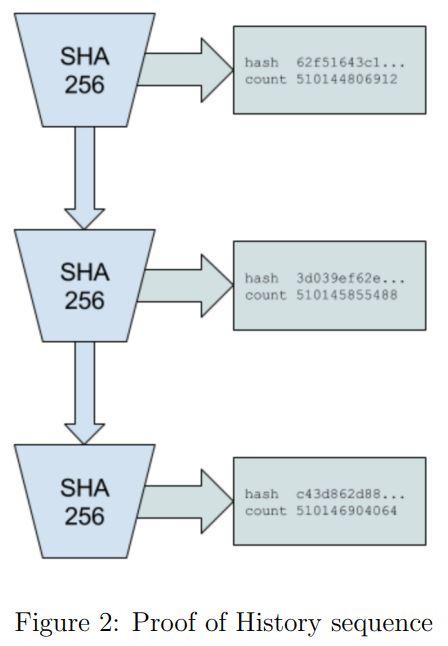 SHA
256
hash 62f51643c1...
count 510144806912
SHA
256
hash 3d039ef62e...
count 510145855488
SHA
256
hash c43d862d88...
count 510146904064
Figure 2: Proof of History sequence